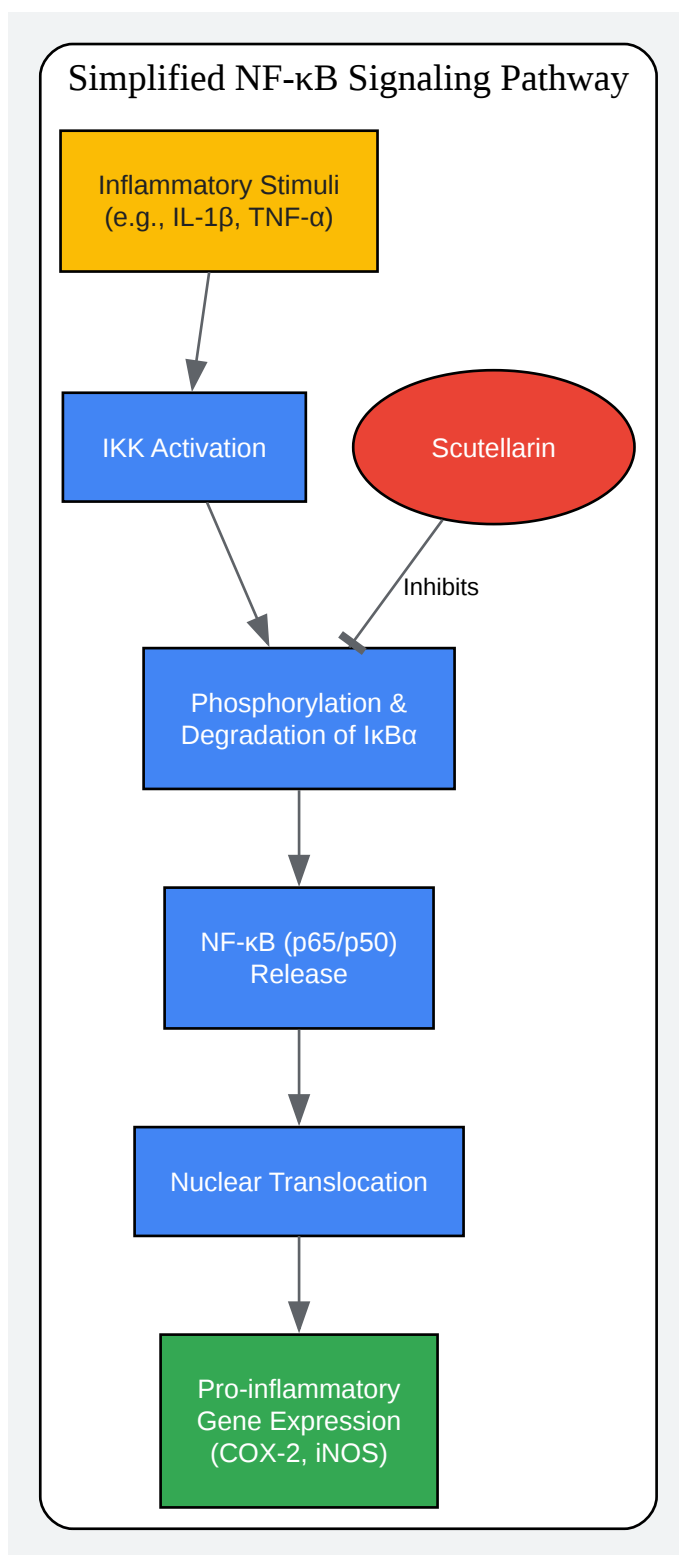 Simplified NF-κB Signaling Pathway
Inflammatory Stimuli
(e.g., IL-1β, TNF-α)
IKK Activation
Scutellarin
Inhibits
Phosphorylation &
Degradation of IκBα
NF-κB (p65/p50)
Release
Nuclear Translocation
Pro-inflammatory
Gene Expression
(COX-2, iNOS)